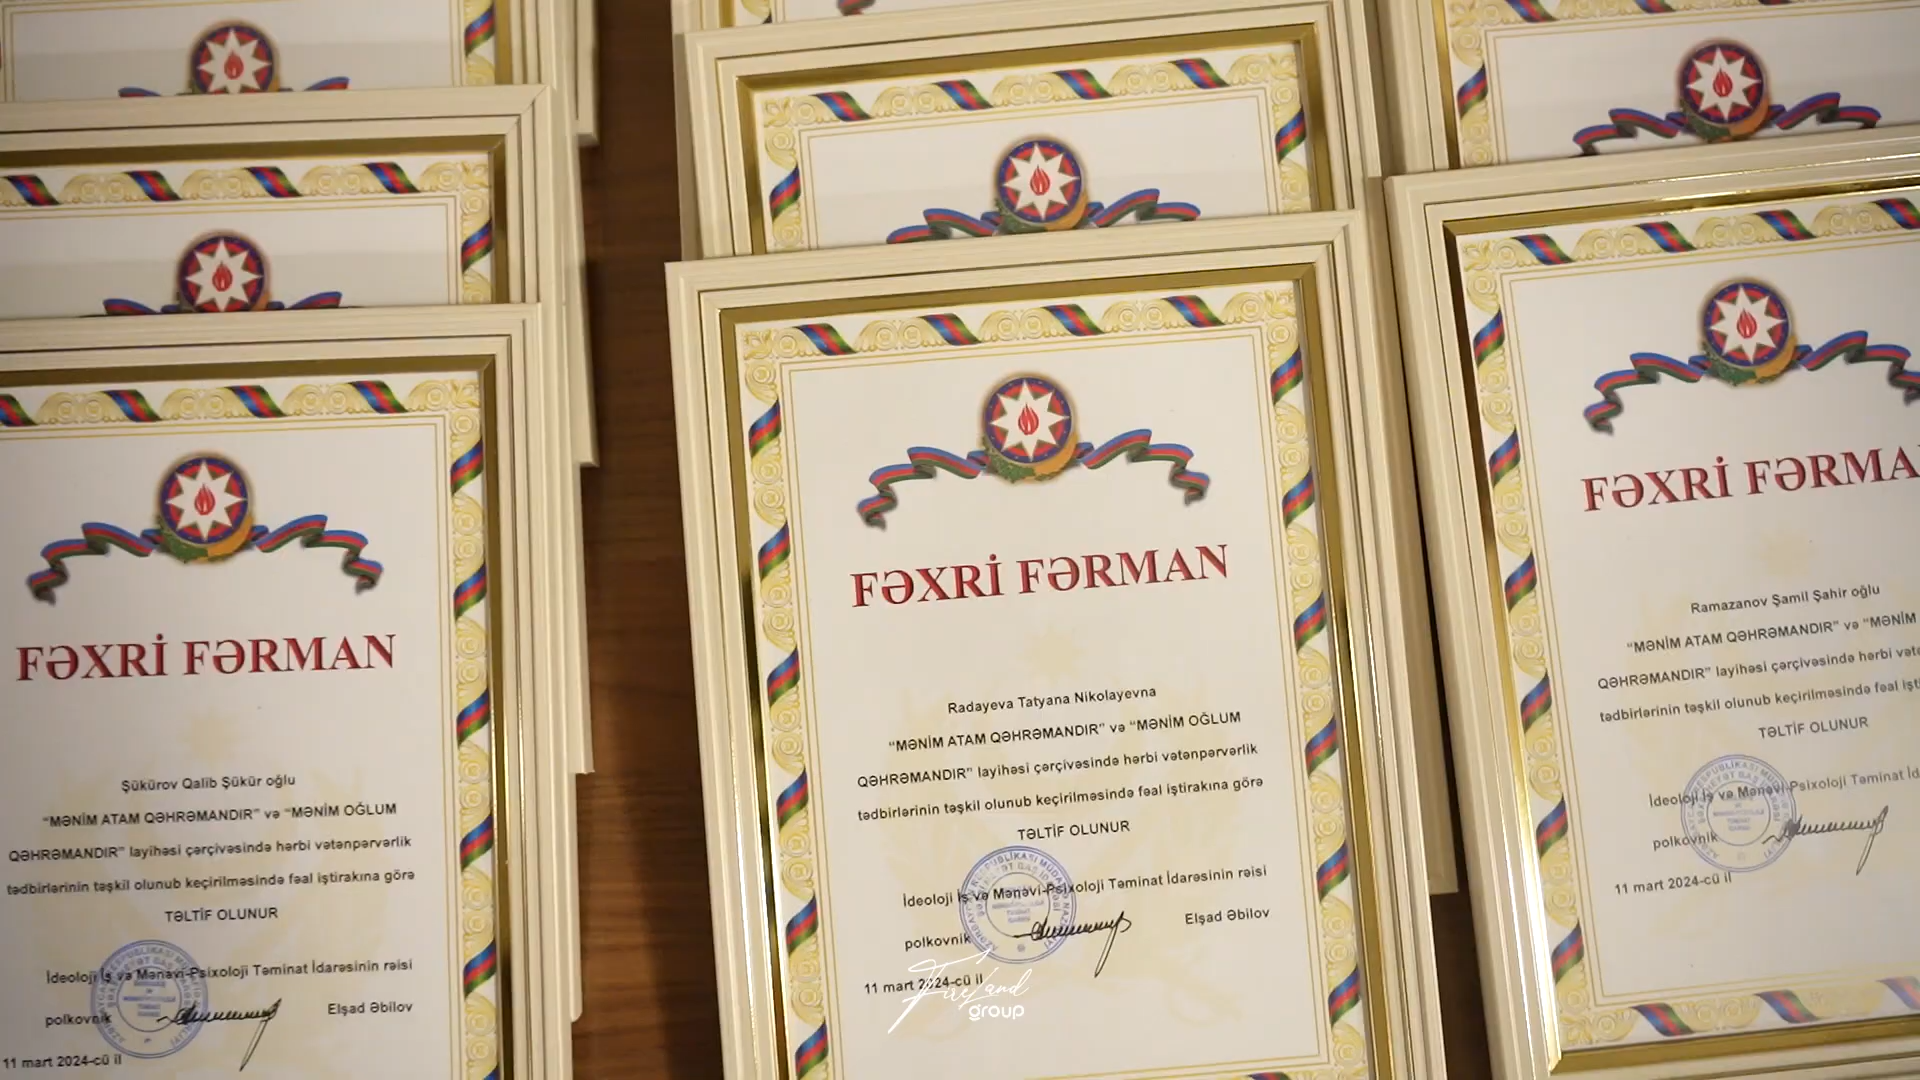 FƏXRİ FƏRMAN
Şükürov Qalib Şükür oğlu
“MƏNİM ATAM QƏHRƏMANDIR” və “MƏNİM OĞLUM
QƏHRƏMANDIR” layihəsi çərçivəsində hərbi vətənpərvərlik
tədbirlərinin təşkil olunub keçirilməsində fəal iştirakına görə
TƏLTİF OLUNUR
İdeoloji İş və Mənəvi-Psixoloji Təminat İdarəsinin rəisi
polkovnik Elşad Əbilov
11 mart 2024-cü il
FƏXRİ FƏRMAN
Radayeva Tatyana Nikolayevna
“MƏNİM ATAM QƏHRƏMANDIR” və “MƏNİM OĞLUM
QƏHRƏMANDIR” layihəsi çərçivəsində hərbi vətənpərvərlik
tədbirlərinin təşkil olunub keçirilməsində fəal iştirakına görə
TƏLTİF OLUNUR
İdeoloji İş və Mənəvi-Psixoloji Təminat İdarəsinin rəisi
polkovnik Elşad Əbilov
11 mart 2024-cü il
FireLand
group
FƏXRİ FƏRMA
Ramazanov Şamil Şahir oğlu
“MƏNİM ATAM QƏHRƏMANDIR” və “MƏNİM
QƏHRƏMANDIR” layihəsi çərçivəsində hərbi vətə
tədbirlərinin təşkil olunub keçirilməsində fəal işt
TƏLTİF OLUNUR
İdeoloji İş və Mənəvi-Psixoloji Təminat İda
polkovnik
11 mart 2024-cü il